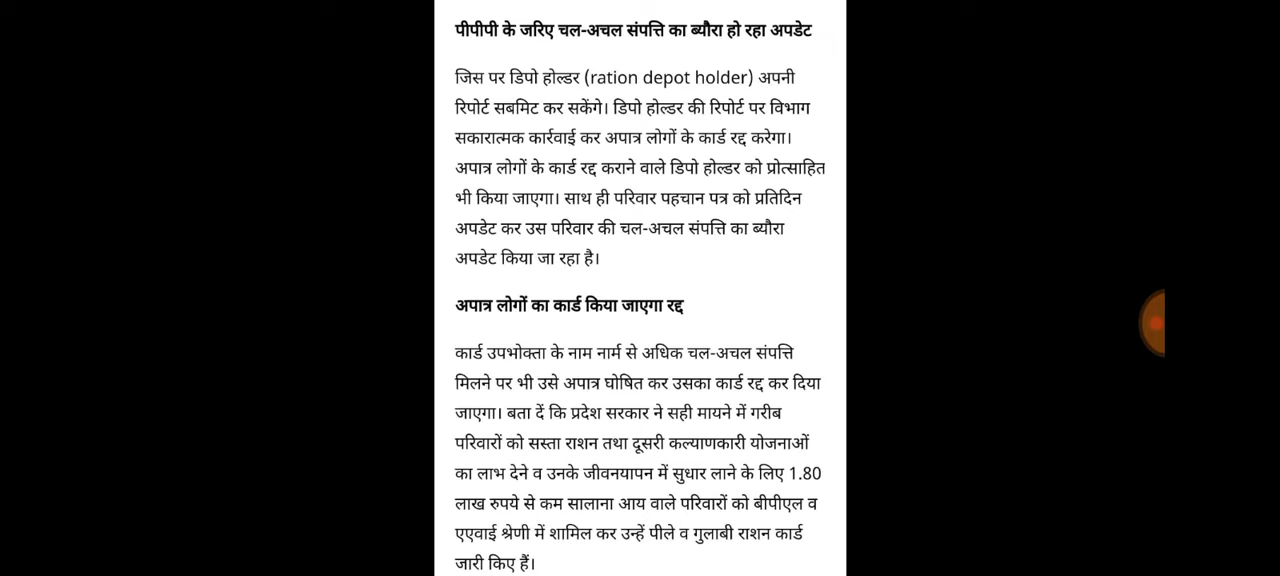 पीपीपी के जरिए चल-अचल संपत्ति का ब्यौरा हो रहा अपडेट
जिस पर डिपो होल्डर (ration depot holder) अपनी
रिपोर्ट सबमिट कर सकेंगे। डिपो होल्डर की रिपोर्ट पर विभाग
सकारात्मक कार्रवाई कर अपात्र लोगों के कार्ड रद्द करेगा।
अपात्र लोगों के कार्ड रद्द कराने वाले डिपो होल्डर को प्रोत्साहित
भी किया जाएगा। साथ ही परिवार पहचान पत्र को प्रतिदिन
अपडेट कर उस परिवार की चल-अचल संपत्ति का ब्यौरा
अपडेट किया जा रहा है।
अपात्र लोगों का कार्ड किया जाएगा रद्द
कार्ड उपभोक्ता के नाम नार्म से अधिक चल-अचल संपत्ति
मिलने पर भी उसे अपात्र घोषित कर उसका कार्ड रद्द कर दिया
जाएगा। बता दें कि प्रदेश सरकार ने सही मायने में गरीब
परिवारों को सस्ता राशन तथा दूसरी कल्याणकारी योजनाओं
का लाभ देने व उनके जीवनयापन में सुधार लाने के लिए 1.80
लाख रुपये से कम सालाना आय वाले परिवारों को बीपीएल व
एएवाई श्रेणी में शामिल कर उन्हें पीले व गुलाबी राशन कार्ड
जारी किए हैं।